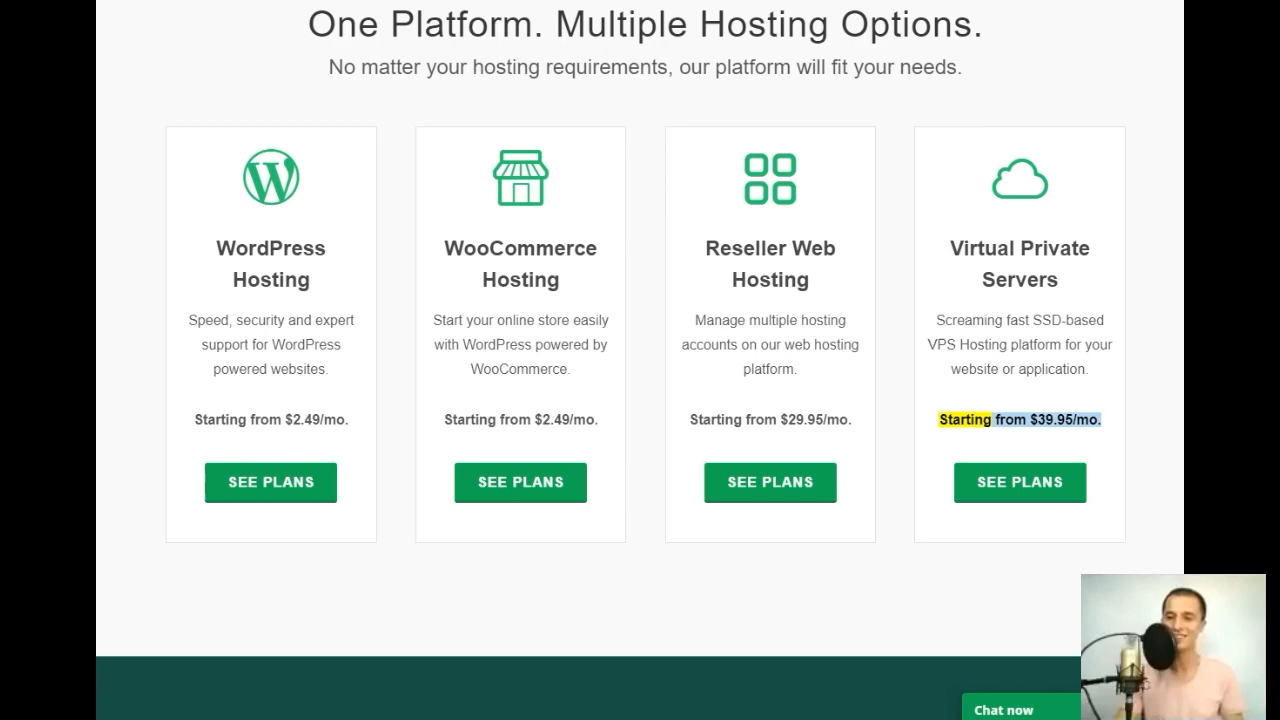 One Platform. Multiple Hosting Options.
No matter your hosting requirements, our platform will fit your needs.
WordPress
Hosting
Speed, security and expert
support for WordPress
powered websites.
Starting from $2.49/mo.
SEE PLANS
WooCommerce
Hosting
Start your online store easily
with WordPress powered by
WooCommerce.
Starting from $2.49/mo.
SEE PLANS
Reseller Web
Hosting
Manage multiple hosting
accounts on our web hosting
platform.
Starting from $29.95/mo.
SEE PLANS
Virtual Private
Servers
Screaming fast SSD-based
VPS Hosting platform for your
website or application.
Starting from $39.95/mo.
SEE PLANS
Chat now